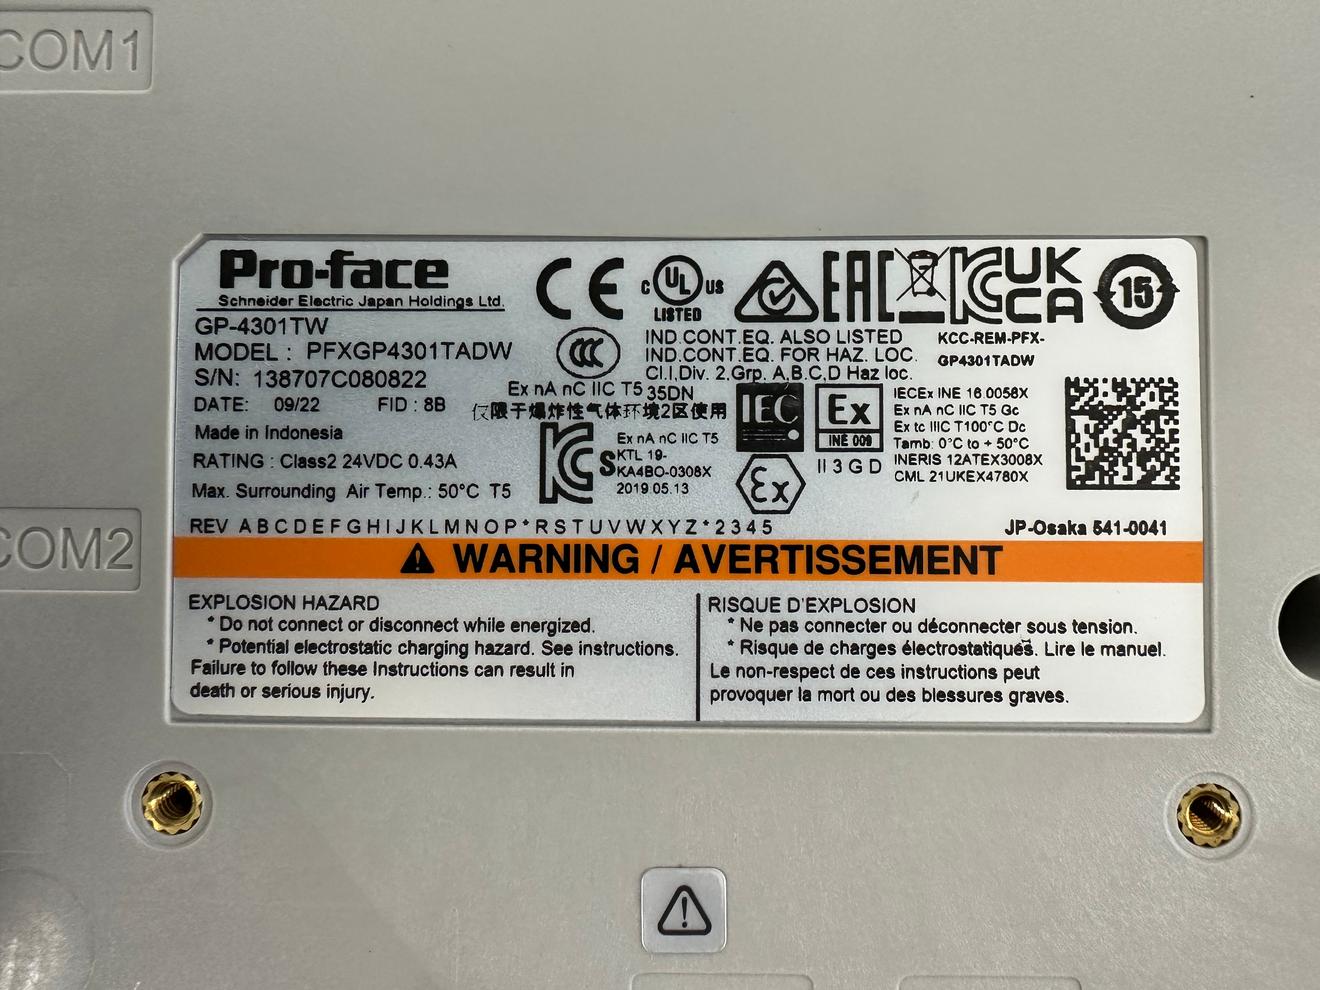 COM1
Pro-face
Schneider Electric Japan Holdings Ltd.
GP-4301TW
MODEL : PFXGP4301TADW
S/N: 138707C080822
DATE: 09/22 FID : 8B
Made in Indonesia
RATING : Class2 24VDC 0.43A
Max. Surrounding Air Temp.: 50°C T5
CE
C UL US
LISTED
EAC
KC
UK
CA
15
IND.CONT.EQ. ALSO LISTED
IND.CONT.EQ. FOR HAZ. LOC.
Cl.I,Div. 2,Grp. A,B,C,D Haz loc.
35DN
KCC-REM-PFX-
GP4301TADW
CCC
Ex nA nC IIC T5
仅限于爆炸性气体环境2区使用
KCs
Ex nA nC IIC T5
KTL 19-
KA4BO-0308X
2019.05.13
IEC
Ex
INE 009
Ex
II 3 G D
IECEx INE 16.0058X
Ex nA nC IIC T5 Gc
Ex tc IIIC T100°C Dc
Tamb: 0°C to + 50°C
INERIS 12ATEX3008X
CML 21UKEX4780X
REV A B C D E F G H I J K L M N O P * R S T U V W X Y Z * 2 3 4 5
JP-Osaka 541-0041
WARNING / AVERTISSEMENT
EXPLOSION HAZARD
* Do not connect or disconnect while energized.
* Potential electrostatic charging hazard. See instructions.
Failure to follow these Instructions can result in
death or serious injury.
RISQUE D'EXPLOSION
* Ne pas connecter ou déconnecter sous tension.
* Risque de charges électrostatiques. Lire le manuel.
Le non-respect de ces instructions peut
provoquer la mort ou des blessures graves.
COM2